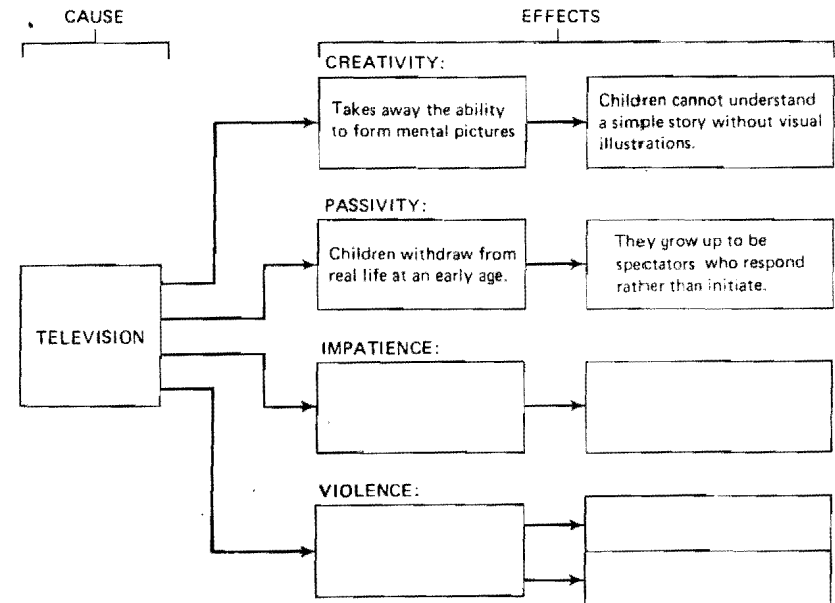 CAUSE
EFFECTS
CREATIVITY:
Takes away the ability
to form mental pictures
Children cannot understand
a simple story without visual
illustrations.
PASSIVITY:
Children withdraw from
real life at an early age.
They grow up to be
spectators who respond
rather than initiate.
TELEVISION
IMPATIENCE:
VIOLENCE: